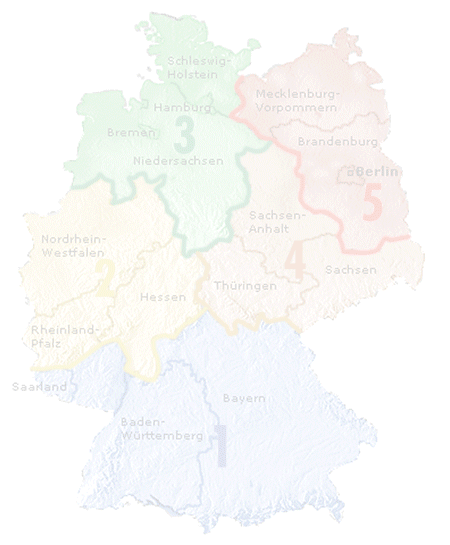 Schleswig-
Holstein
Mecklenburg-
Vorpommern
Hamburg
Bremen
3
Brandenburg
Niedersachsen
Berlin
5
Sachsen-
Anhalt
Nordrhein-
Westfalen
4
Sachsen
2
Thüringen
Hessen
Rheinland-
Pfalz
Saarland
Bayern
Baden-
Württemberg
1